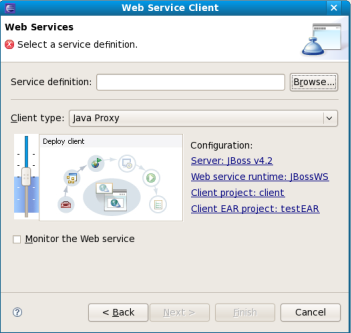 Web Service Client
Web Services
Select a service definition.
Service definition:
Browse...
Client type: Java Proxy
Deploy client
Configuration:
Server: JBoss v4.2
Web service runtime: JBossWS
Client project: client
Client EAR project: testEAR
Monitor the Web service
< Back Next > Finish Cancel